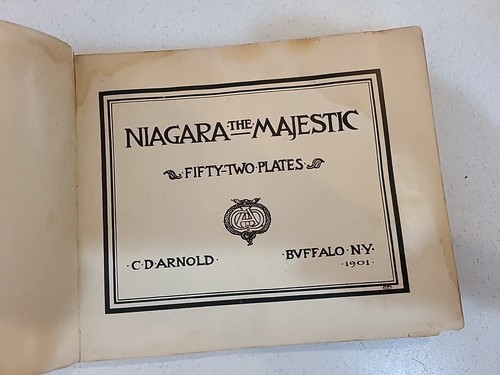 NIAGARA·THE·MAJESTIC
·FIFTY-TWO·PLATES·
·C·D·ARNOLD· BVFFALO·N·Y·
·1901·